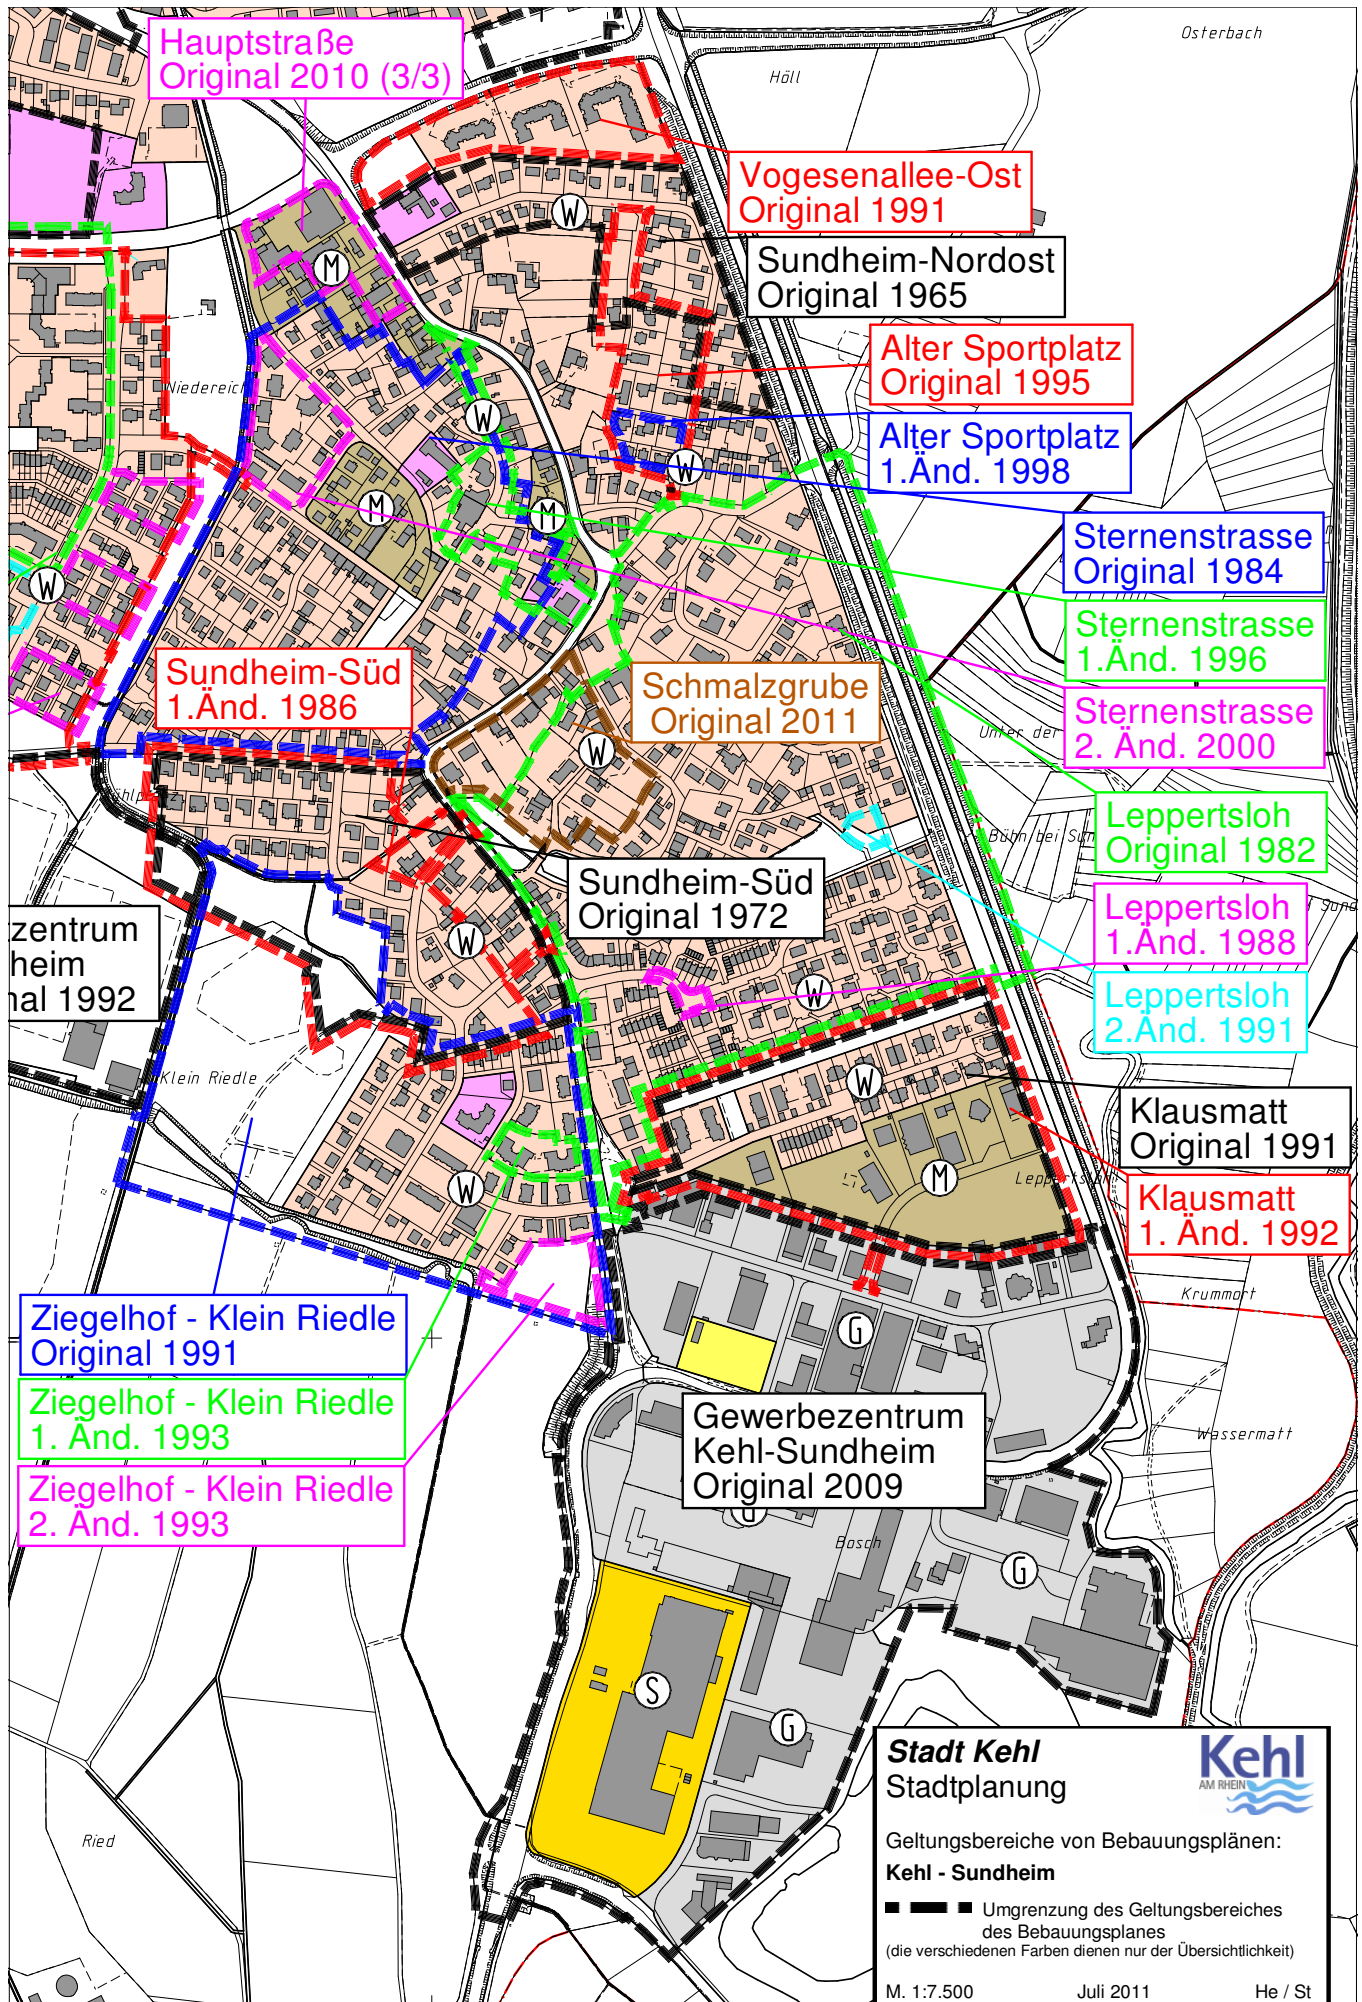 Hauptstraße
Original 2010 (3/3)
Osterbach
Höll
Vogesenallee-Ost
Original 1991
W
Sundheim-Nordost
Original 1965
M
Alter Sportplatz
Original 1995
Niedereich
W
Alter Sportplatz
1.Änd. 1998
W
M
M
Sternenstrasse
Original 1984
W
Sternenstrasse
1.Änd. 1996
Sundheim-Süd
1.Änd. 1986
Schmalzgrube
Original 2011
Sternenstrasse
2. Änd. 2000
Unter der
W
Leppertsloh
Original 1982
Bühn bei Sun
Sundheim-Süd
Original 1972
Leppertsloh
1.Änd. 1988
zentrum
heim
nal 1992
W
W
Leppertsloh
2.Änd. 1991
Klein Riedle
W
Klausmatt
Original 1991
M
W
Klausmatt
1. Änd. 1992
Krummort
Ziegelhof - Klein Riedle
Original 1991
G
Ziegelhof - Klein Riedle
1. Änd. 1993
Gewerbezentrum
Kehl-Sundheim
Original 2009
Wassermatt
Ziegelhof - Klein Riedle
2. Änd. 1993
Bosch
G
S
G
Ried
Stadt Kehl
Stadtplanung
Kehl
AM RHEIN
Geltungsbereiche von Bebauungsplänen:
Kehl - Sundheim
Umgrenzung des Geltungsbereiches
des Bebauungsplanes
(die verschiedenen Farben dienen nur der Übersichtlichkeit)
M. 1:7.500 Juli 2011 He / St